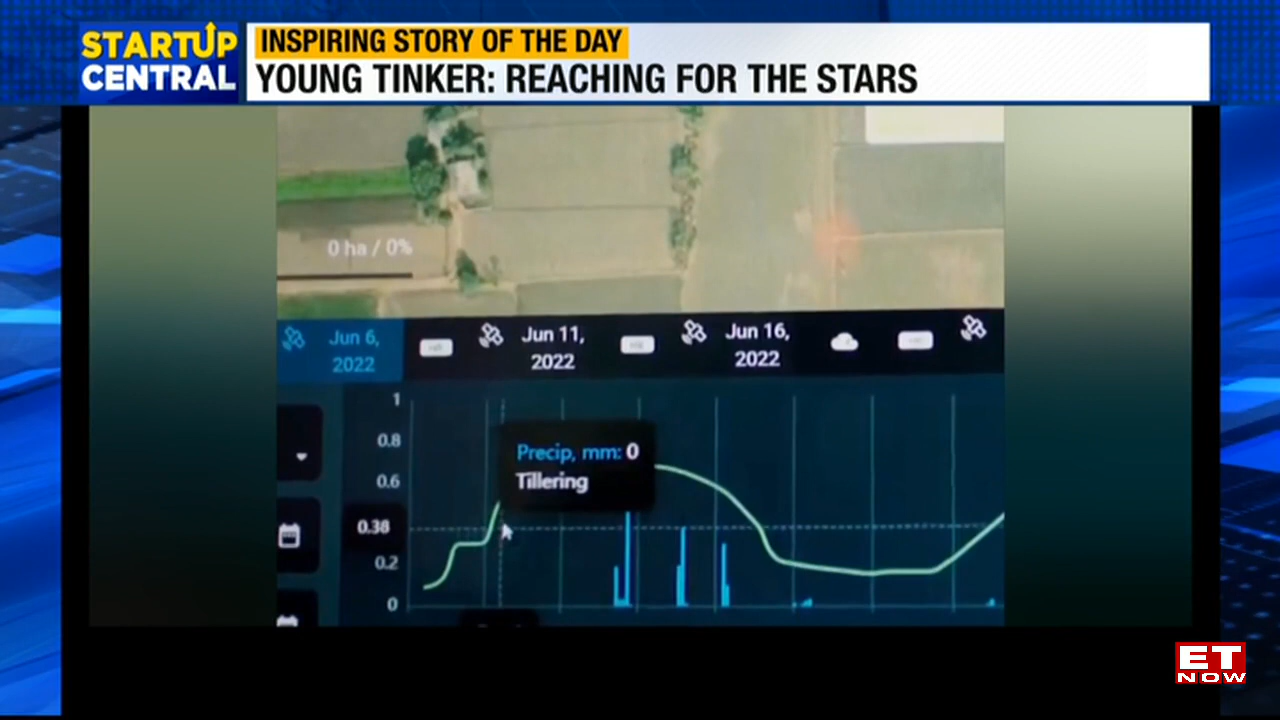 STARTUP
CENTRAL
INSPIRING STORY OF THE DAY
YOUNG TINKER: REACHING FOR THE STARS
0 ha / 0%
Jun 6,
2022
Jun 11,
2022
Jun 16,
2022
1
0.8
0.6
0.38
0.2
0
Precip, mm: 0
Tillering
ET
NOW